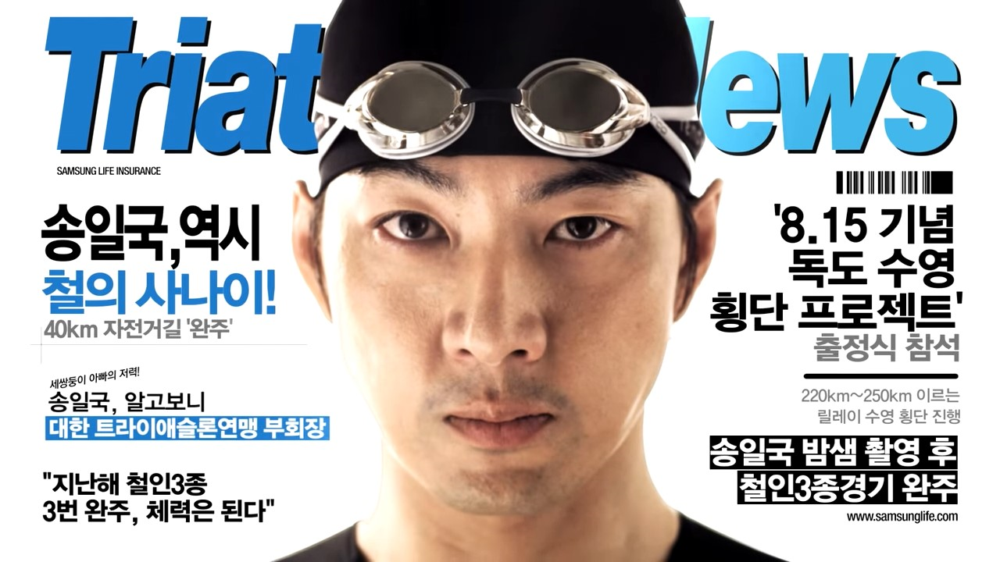 Triat
News
SAMSUNG LIFE INSURANCE
송일국,역시
철의 사나이!
40km 자전거길 '완주'
세쌍둥이 아빠의 저력!
송일국, 알고보니
대한 트라이애슬론연맹 부회장
"지난해 철인3종
3번 완주, 체력은 된다"
'8.15 기념
독도 수영
횡단 프로젝트'
출정식 참석
220km~250km 이르는
릴레이 수영 횡단 진행
송일국 밤샘 촬영 후
철인3종경기 완주
www.samsunglife.com